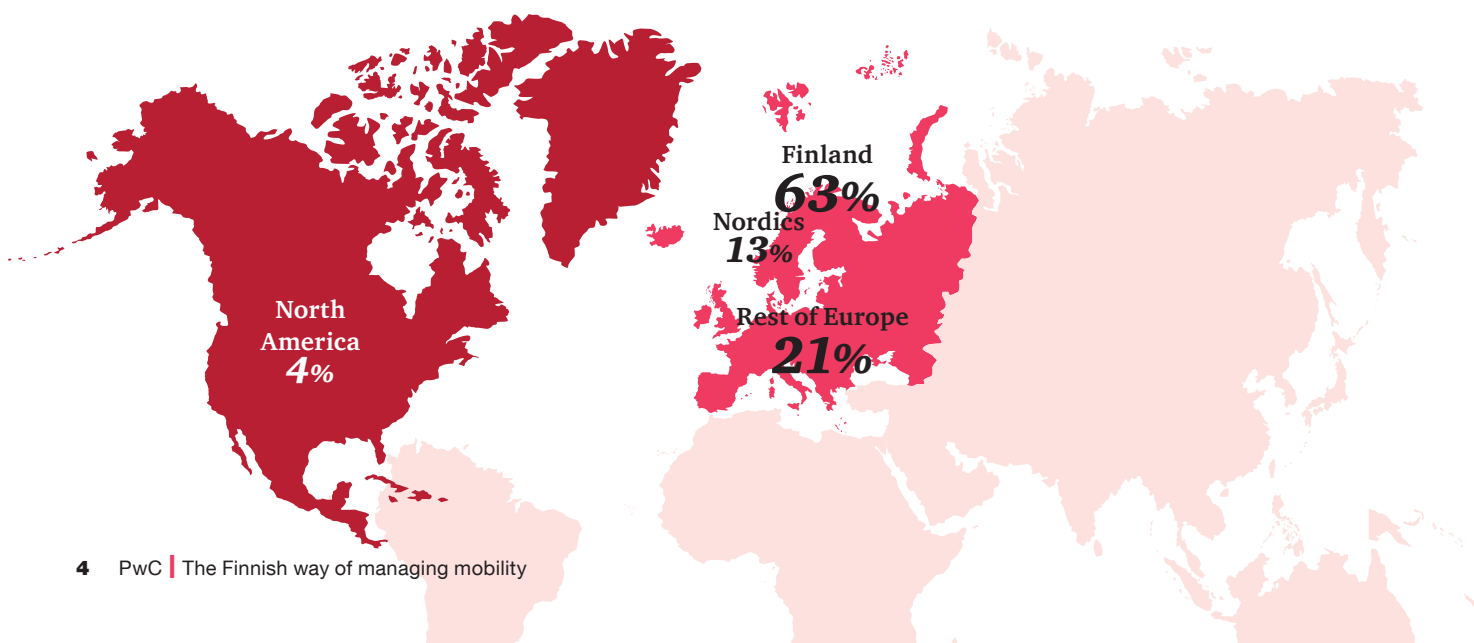 Finland
63%
Nordics
13%
North
America
4%
Rest of Europe
21%
4 PwC | The Finnish way of managing mobility